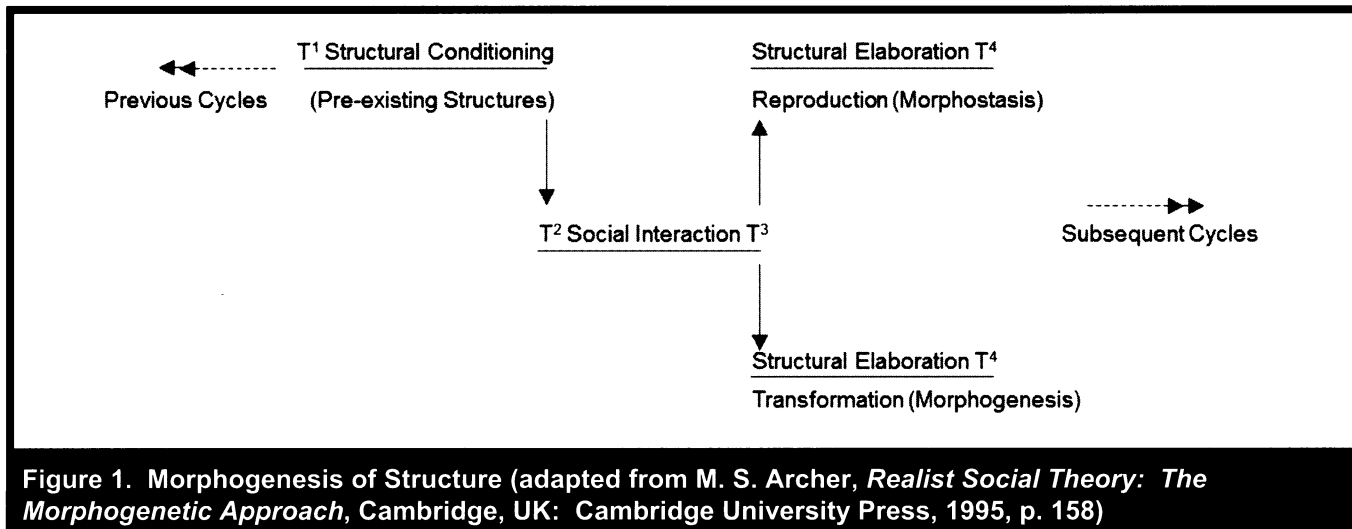 T¹ Structural Conditioning
Structural Elaboration T⁴
Previous Cycles
(Pre-existing Structures)
Reproduction (Morphostasis)
T² Social Interaction T³
Subsequent Cycles
Structural Elaboration T⁴
Transformation (Morphogenesis)
Figure 1. Morphogenesis of Structure (adapted from M. S. Archer, Realist Social Theory: The
Morphogenetic Approach, Cambridge, UK: Cambridge University Press, 1995, p. 158)